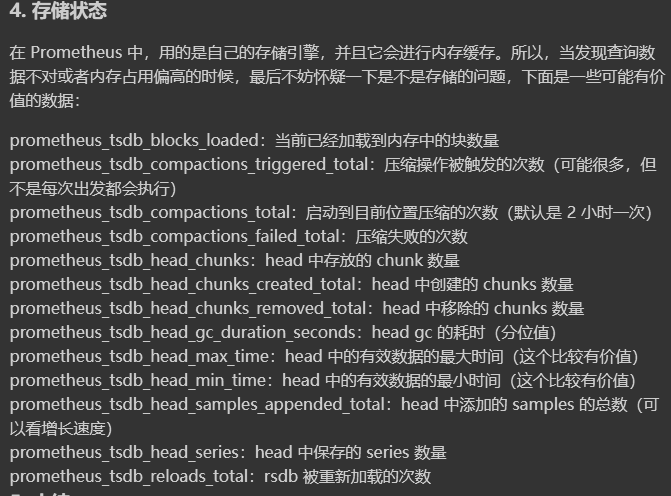 4. 存储状态
在 Prometheus 中，用的是自己的存储引擎，并且它会进行内存缓存。所以，当发现查询数
据不对或者内存占用偏高的时候，最后不妨怀疑一下是不是存储的问题，下面是一些可能有价
值的数据：
prometheus_tsdb_blocks_loaded：当前已经加载到内存中的块数量
prometheus_tsdb_compactions_triggered_total：压缩操作被触发的次数（可能很多，但
不是每次出发都会执行）
prometheus_tsdb_compactions_total：启动到目前位置压缩的次数（默认是 2 小时一次）
prometheus_tsdb_compactions_failed_total：压缩失败的次数
prometheus_tsdb_head_chunks：head 中存放的 chunk 数量
prometheus_tsdb_head_chunks_created_total：head 中创建的 chunks 数量
prometheus_tsdb_head_chunks_removed_total：head 中移除的 chunks 数量
prometheus_tsdb_head_gc_duration_seconds：head gc 的耗时（分位值）
prometheus_tsdb_head_max_time：head 中的有效数据的最大时间（这个比较有价值）
prometheus_tsdb_head_min_time：head 中的有效数据的最小时间（这个比较有价值）
prometheus_tsdb_head_samples_appended_total：head 中添加的 samples 的总数（可
以看增长速度）
prometheus_tsdb_head_series：head 中保存的 series 数量
prometheus_tsdb_reloads_total：rsdb 被重新加载的次数